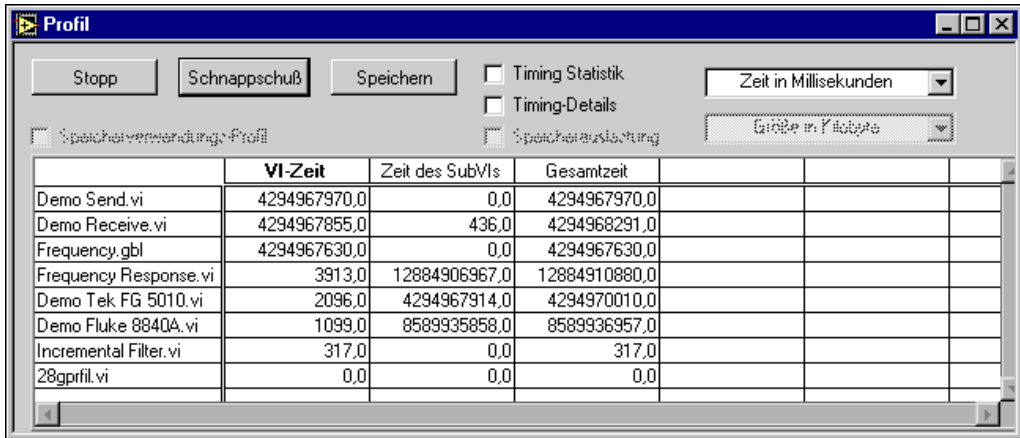 Profil
Stopp Schnappschuß Speichern Timing Statistik Zeit in Millisekunden
Timing-Details
Speicherverwendungs-Profil Speicherauslastung Größe in Kilobyte
VI-Zeit Zeit des SubVIs Gesamtzeit
Demo Send.vi 4294967970,0 0,0 4294967970,0
Demo Receive.vi 4294967855,0 436,0 4294968291,0
Frequency.gbl 4294967630,0 0,0 4294967630,0
Frequency Response.vi 3913,0 12884906967,0 12884910880,0
Demo Tek FG 5010.vi 2096,0 4294967914,0 4294970010,0
Demo Fluke 8840A.vi 1099,0 8589935858,0 8589936957,0
Incremental Filter.vi 317,0 0,0 317,0
28gprfil.vi 0,0 0,0 0,0